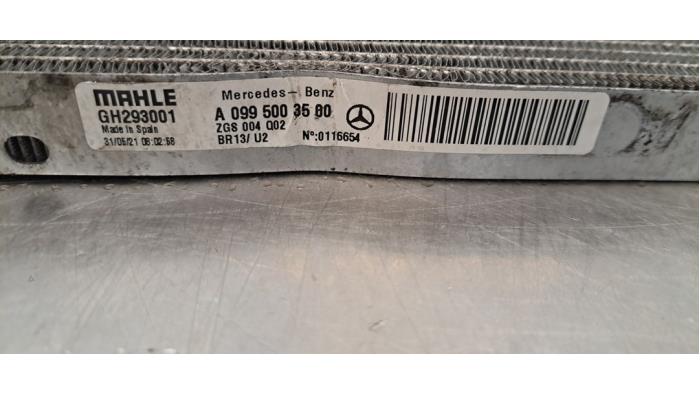 MAHLE
GH293001
Made in Spain
31/05/21 06:02:58
Mercedes-Benz
A 099 500 35 00
ZGS 004 Q02
BR13/ U2
N°:0116654